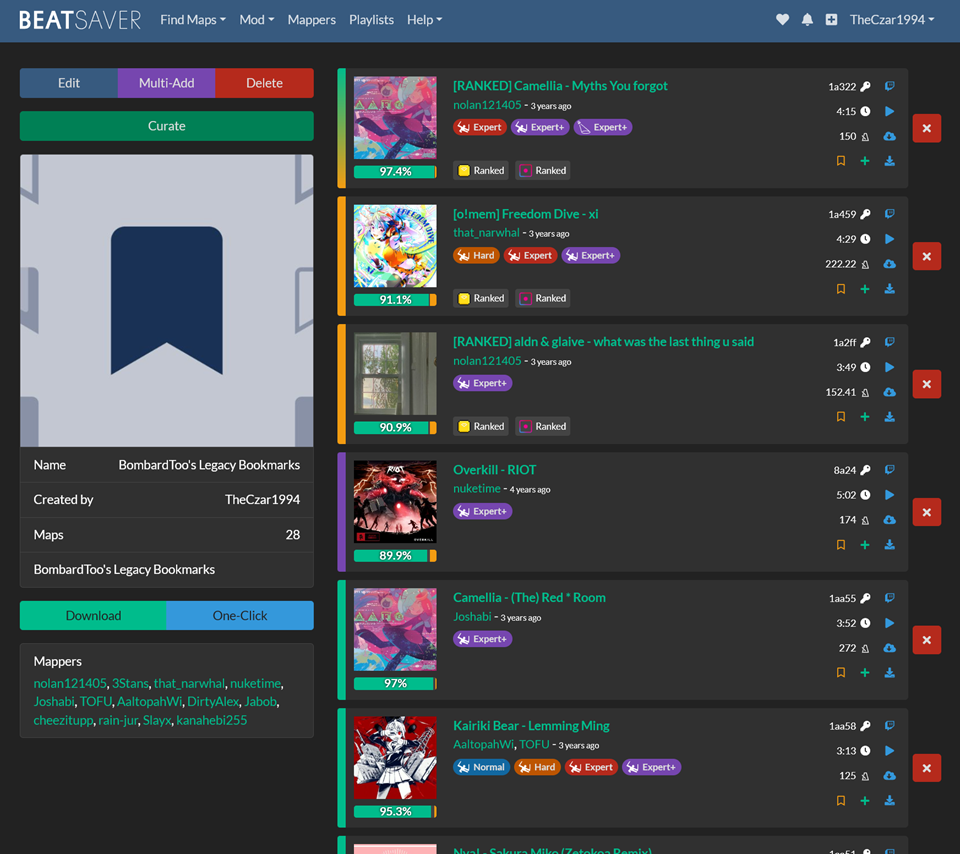 BEATSAVER Find Maps Mod Mappers Playlists Help TheCzar1994
Edit Multi-Add Delete
Curate
Name BombardToo's Legacy Bookmarks
Created by TheCzar1994
Maps 28
BombardToo's Legacy Bookmarks
Download One-Click
Mappers
nolan121405, 3Stans, that_narwhal, nuketime,
Joshabi, TOFU, AaltopahWi, DirtyAlex, Jabob,
cheezitupp, rain-jur, Slayx, kanahebi255
[RANKED] Camellia - Myths You forgot 1a322
nolan121405 - 3 years ago 4:15
Expert Expert+ Expert+ 150
97.4% Ranked Ranked
[o!mem] Freedom Dive - xi 1a459
that_narwhal - 3 years ago 4:29
Hard Expert Expert+ 222.22
91.1% Ranked Ranked
[RANKED] aldn & glaive - what was the last thing u said 1a2ff
nolan121405 - 3 years ago 3:49
Expert+ 152.41
90.9% Ranked Ranked
Overkill - RIOT 8a24
nuketime - 4 years ago 5:02
Expert+ 174
RIOT
OVERKILL
89.9%
Camellia - (The) Red * Room 1aa55
Joshabi - 3 years ago 3:52
Expert+ 272
97%
Kairiki Bear - Lemming Ming 1aa58
AaltopahWi, TOFU - 3 years ago 3:13
Normal Hard Expert Expert+ 125
95.3%
Nya! - Sakura Miko (Zetokoa Remix) 1aa51